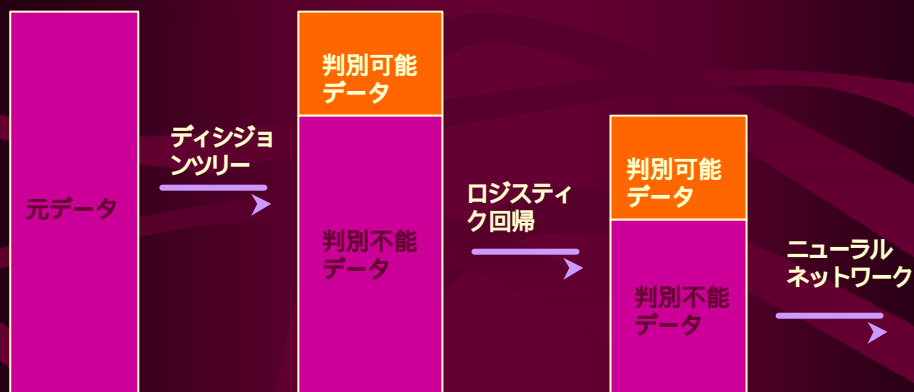 元データ
ディシジョ
ンツリー
判別可能
データ
判別不能
データ
ロジスティ
ク回帰
判別可能
データ
判別不能
データ
ニューラル
ネットワーク